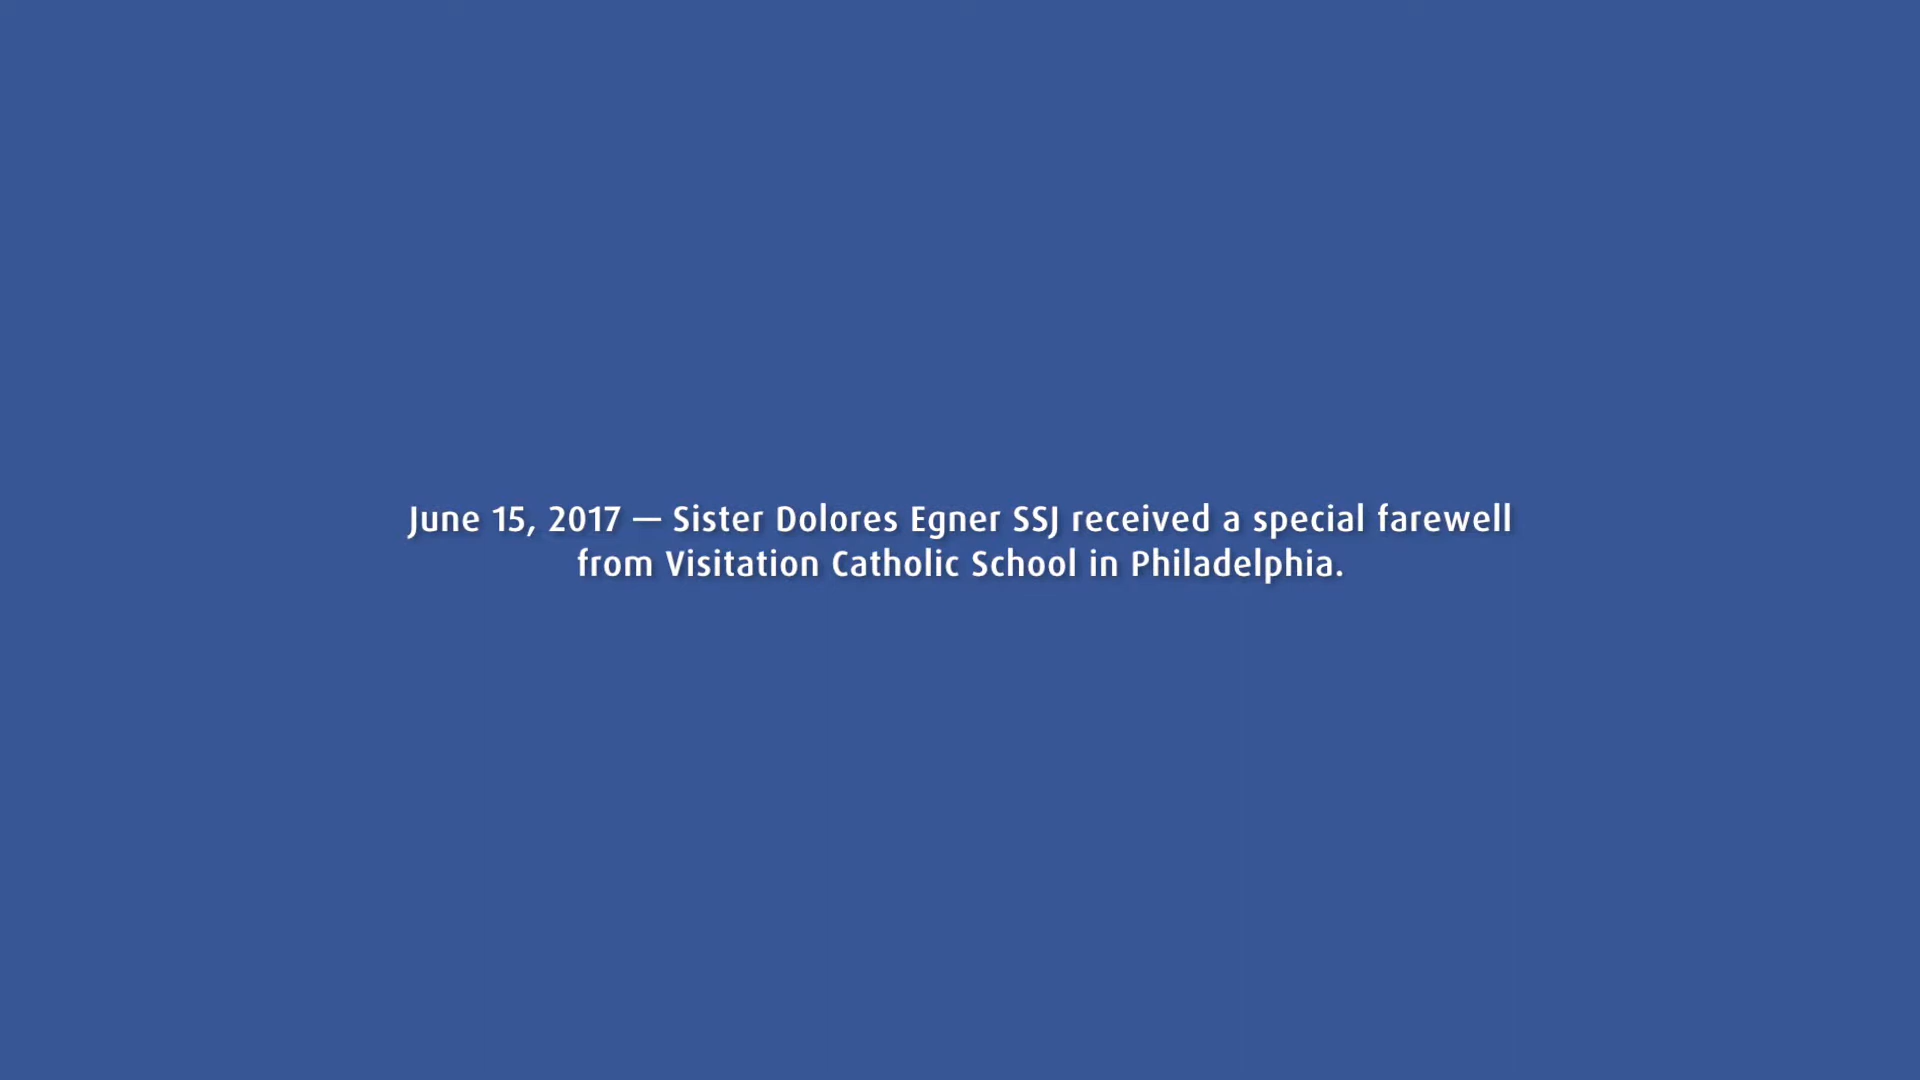 June 15, 2017 — Sister Dolores Egner SSJ received a special farewell
from Visitation Catholic School in Philadelphia.